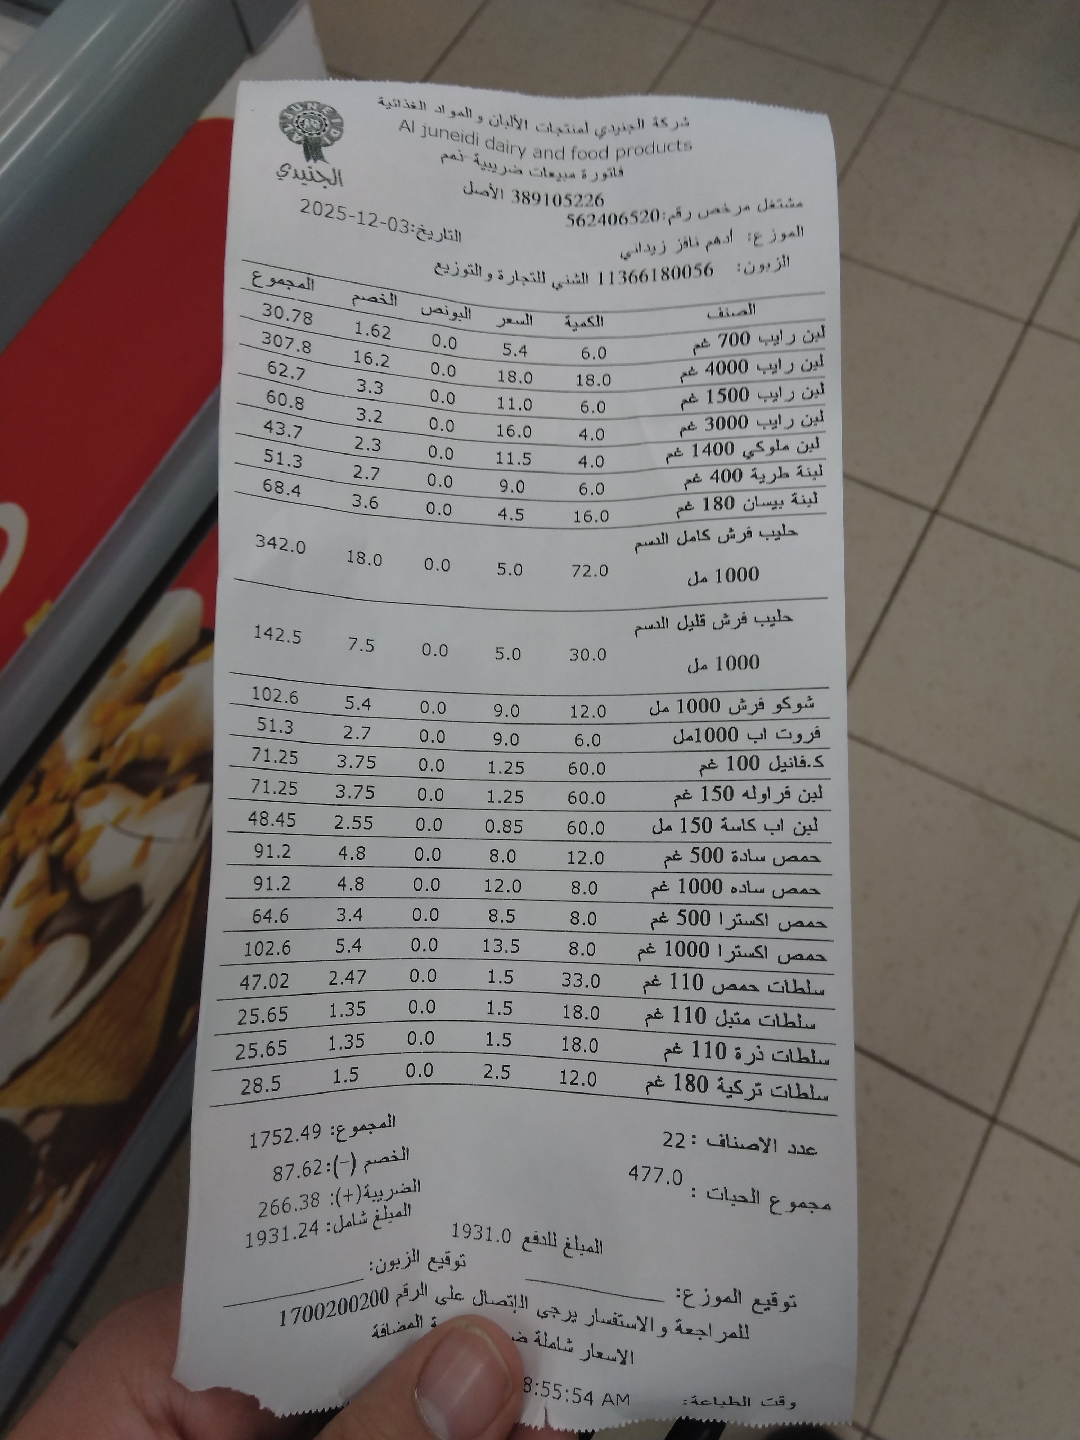 شركة الجنيدي لمنتجات الألبان والمواد الغذائية
Al juneidi dairy and food products
الجنيدي
فاتورة مبيعات ضريبية ذمم
389105226 الأصل
مشتغل مرخص رقم:562406520
التاريخ:2025-12-03
الموزع: أدهم نافز زيداني
الزبون: 11366180056 الشني للتجارة والتوزيع
الصنف الكمية السعر البونص الخصم المجموع
لبن رايب 700 غم 6.0 5.4 0.0 1.62 30.78
لبن رايب 4000 غم 18.0 18.0 0.0 16.2 307.8
لبن رايب 1500 غم 6.0 11.0 0.0 3.3 62.7
لبن رايب 3000 غم 4.0 16.0 0.0 3.2 60.8
لبن ملوكي 1400 غم 4.0 11.5 0.0 2.3 43.7
لبنة طرية 400 غم 6.0 9.0 0.0 2.7 51.3
لبنة بيسان 180 غم 16.0 4.5 0.0 3.6 68.4
حليب فرش كامل الدسم
1000 مل 72.0 5.0 0.0 18.0 342.0
حليب فرش قليل الدسم
1000 مل 30.0 5.0 0.0 7.5 142.5
شوكو فرش 1000 مل 12.0 9.0 0.0 5.4 102.6
فروت اب 1000مل 6.0 9.0 0.0 2.7 51.3
ك.فانيل 100 غم 60.0 1.25 0.0 3.75 71.25
لبن فراوله 150 غم 60.0 1.25 0.0 3.75 71.25
لبن اب كاسة 150 مل 60.0 0.85 0.0 2.55 48.45
حمص سادة 500 غم 12.0 8.0 0.0 4.8 91.2
حمص ساده 1000 غم 8.0 12.0 0.0 4.8 91.2
حمص اكسترا 500 غم 8.0 8.5 0.0 3.4 64.6
حمص اكسترا 1000 غم 8.0 13.5 0.0 5.4 102.6
سلطات حمص 110 غم 33.0 1.5 0.0 2.47 47.02
سلطات متبل 110 غم 18.0 1.5 0.0 1.35 25.65
سلطات ذرة 110 غم 18.0 1.5 0.0 1.35 25.65
سلطات تركية 180 غم 12.0 2.5 0.0 1.5 28.5
عدد الاصناف : 22
المجموع: 1752.49
مجموع الحبات : 477.0
الخصم (-):87.62
الضريبة(+): 266.38
المبلغ شامل: 1931.24
المبلغ للدفع 1931.0
توقيع الموزع:
توقيع الزبون:
للمراجعة والاستفسار يرجى الإتصال على الرقم 1700200200
الاسعار شاملة المضافة
وقت الطباعة: 8:55:54 AM